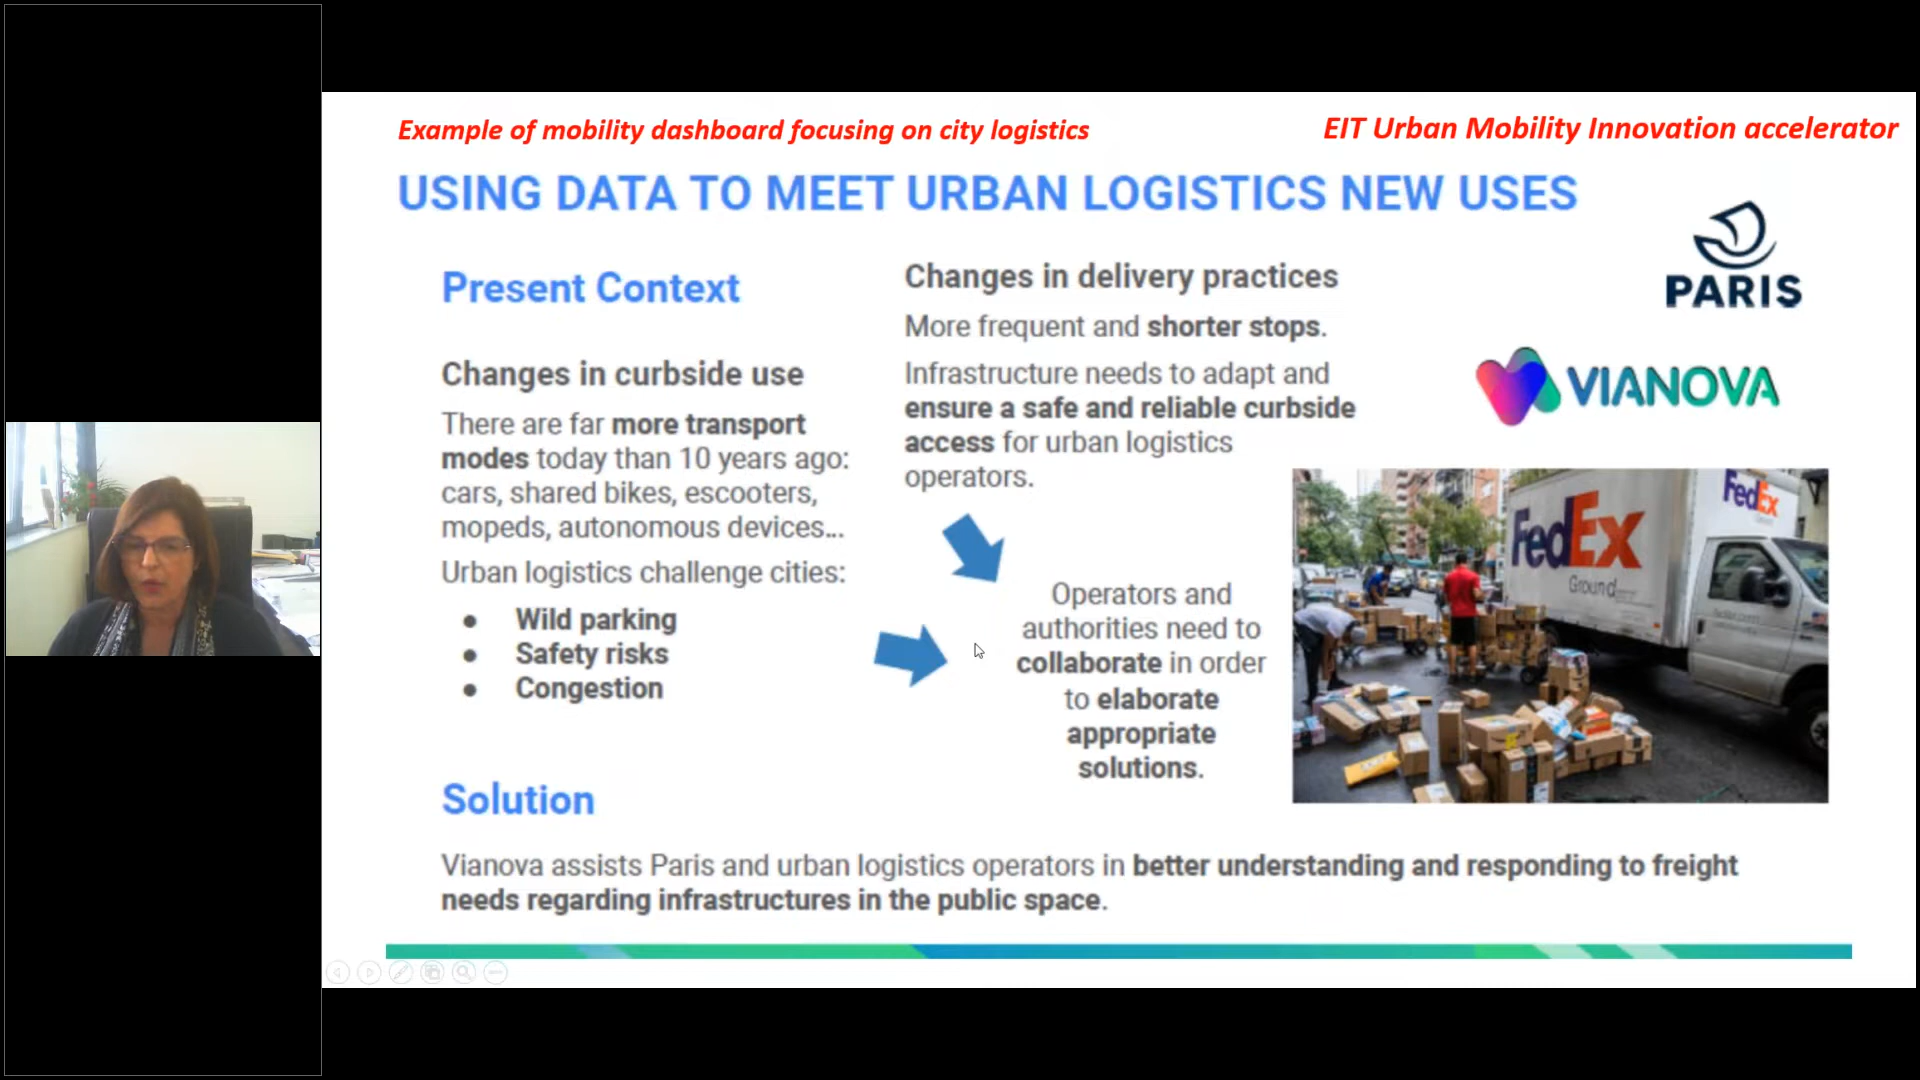 Example of mobility dashboard focusing on city logistics
EIT Urban Mobility Innovation accelerator
USING DATA TO MEET URBAN LOGISTICS NEW USES
PARIS
VIANOVA
Present Context
Changes in curbside use
There are far more transport
modes today than 10 years ago:
cars, shared bikes, escooters,
mopeds, autonomous devices...
Urban logistics challenge cities:
● Wild parking
● Safety risks
● Congestion
Changes in delivery practices
More frequent and shorter stops.
Infrastructure needs to adapt and
ensure a safe and reliable curbside
access for urban logistics
operators.
Operators and
authorities need to
collaborate in order
to elaborate
appropriate
solutions.
FedEx
Ground
FedEx
Solution
Vianova assists Paris and urban logistics operators in better understanding and responding to freight
needs regarding infrastructures in the public space.